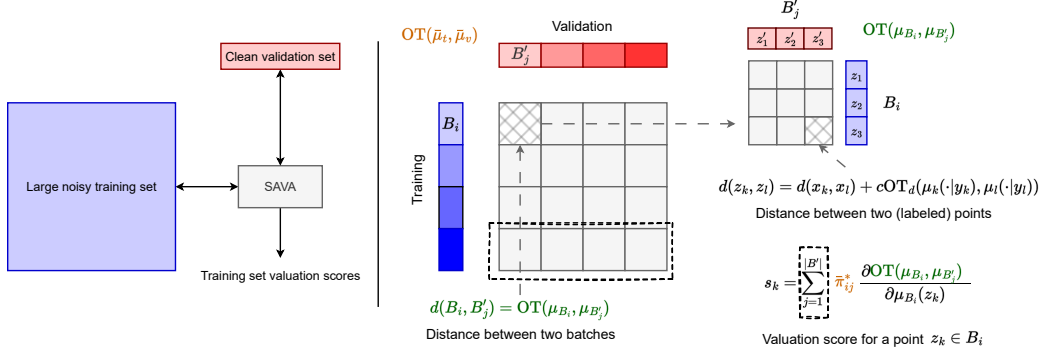 Clean validation set
Large noisy training set
SAVA
Training set valuation scores
OT(μ̄_t, μ̄_v)
Validation
B′_j
Training
B_i
d(B_i, B′_j) = OT(μ_{B_i}, μ_{B′_j})
Distance between two batches
B′_j
z′_1 z′_2 z′_3
OT(μ_{B_i}, μ_{B′_j})
z_1
z_2
z_3
B_i
d(z_k, z_l) = d(x_k, x_l) + cOT_d(μ_k(·|y_k), μ_l(·|y_l))
Distance between two (labeled) points
s_k = ∑_{j=1}^{|B′|} π̄*_{ij} ∂OT(μ_{B_i}, μ_{B′_j}) / ∂μ_{B_i}(z_k)
Valuation score for a point z_k ∈ B_i